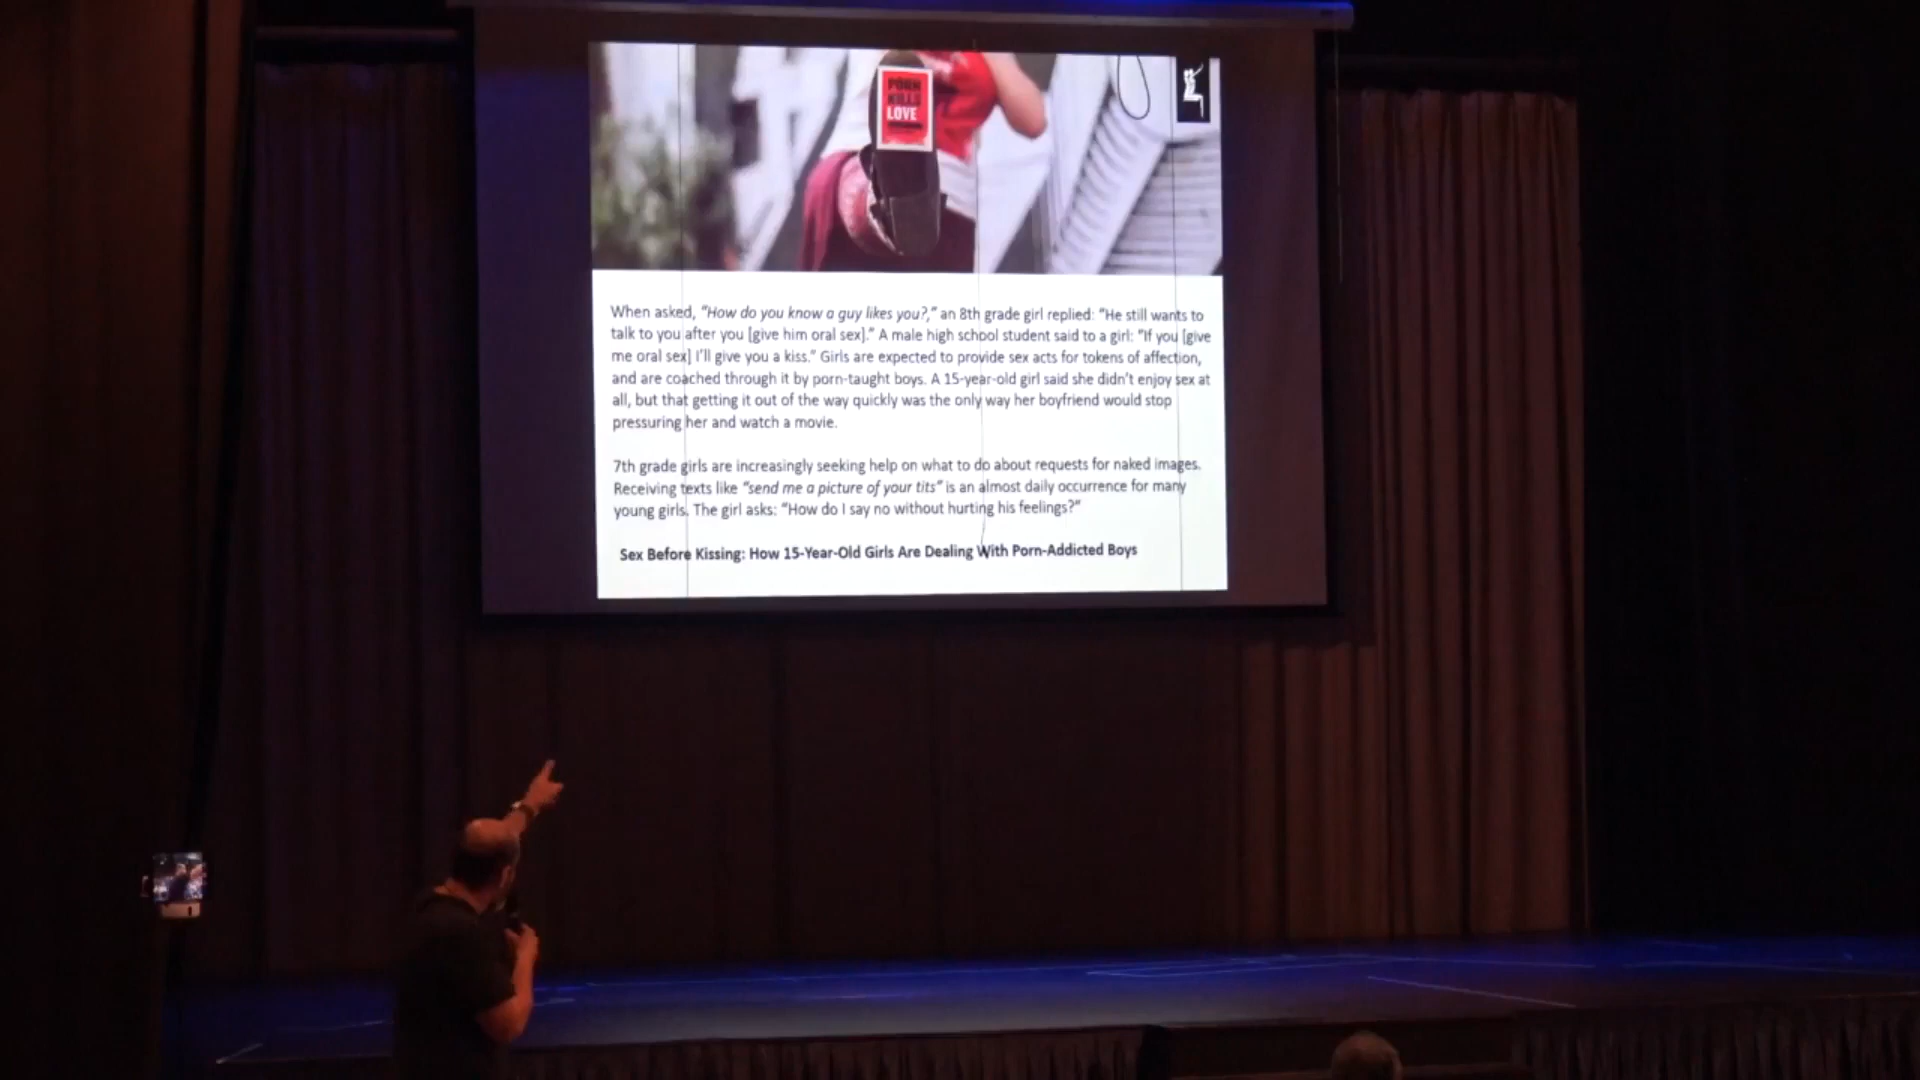 PORN
KILLS
LOVE
When asked, "How do you know a guy likes you?," an 8th grade girl replied: "He still wants to
talk to you after you [give him oral sex]." A male high school student said to a girl: "If you [give
me oral sex] I'll give you a kiss." Girls are expected to provide sex acts for tokens of affection,
and are coached through it by porn-taught boys. A 15-year-old girl said she didn't enjoy sex at
all, but that getting it out of the way quickly was the only way her boyfriend would stop
pressuring her and watch a movie.
7th grade girls are increasingly seeking help on what to do about requests for naked images.
Receiving texts like "send me a picture of your tits" is an almost daily occurrence for many
young girls. The girl asks: "How do I say no without hurting his feelings?"
Sex Before Kissing: How 15-Year-Old Girls Are Dealing With Porn-Addicted Boys